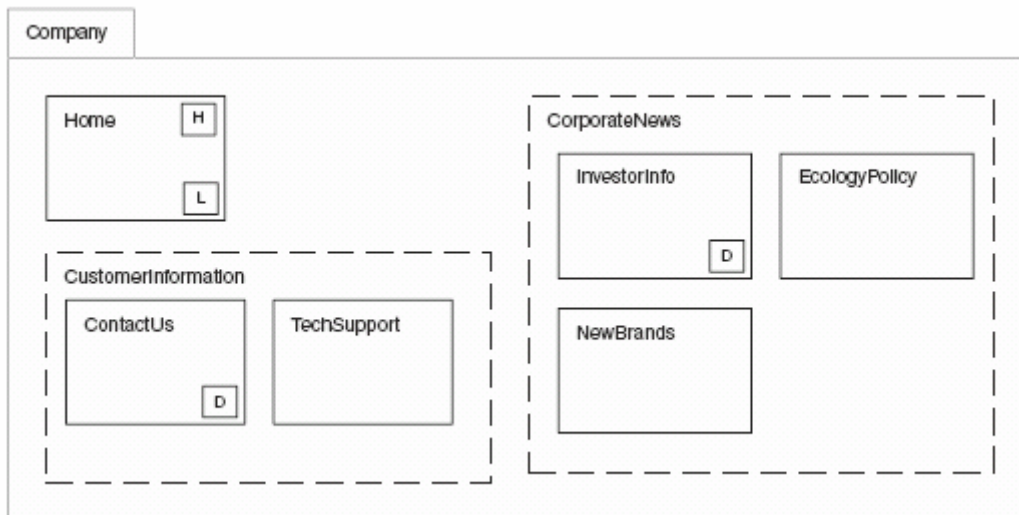 Company
Home
H
L
CustomerInformation
ContactUs
D
TechSupport
CorporateNews
InvestorInfo
D
EcologyPolicy
NewBrands